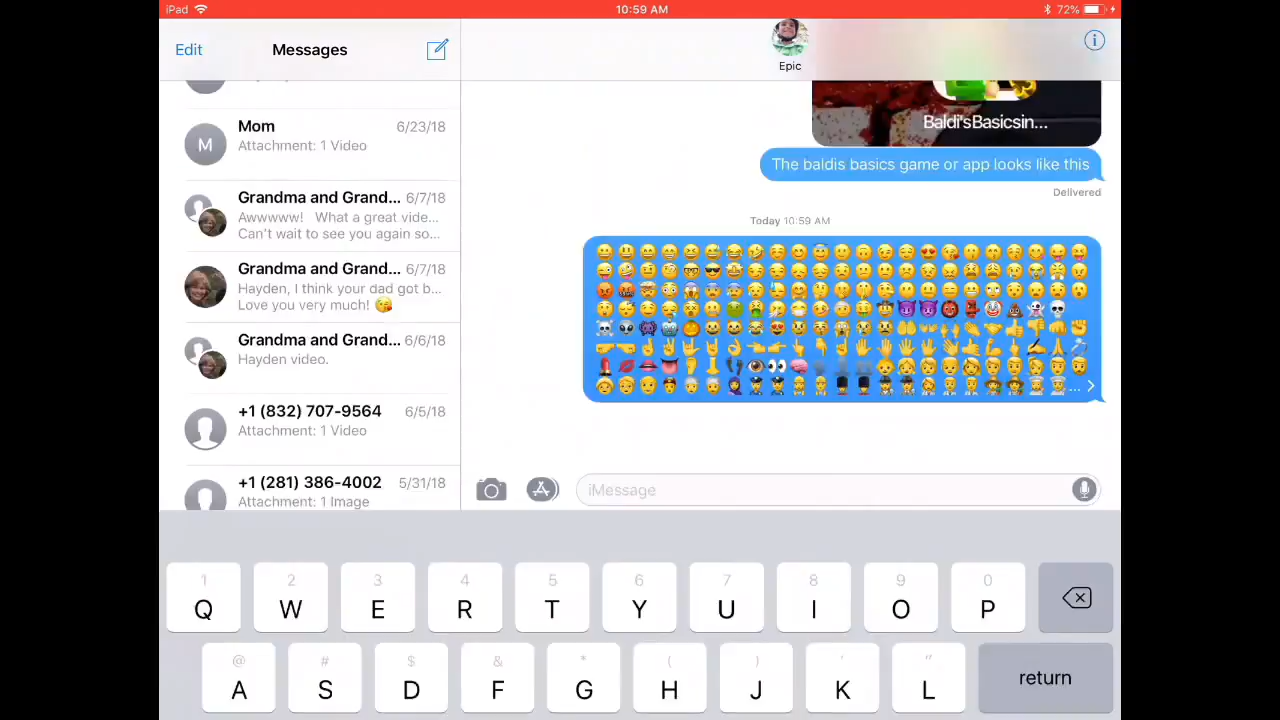 iPad 10:59 AM 72%
Edit Messages
Epic
Mom 6/23/18
M Attachment: 1 Video
Grandma and Grand... 6/7/18
Awwwww! What a great vide...
Can't wait to see you again so...
Grandma and Grand... 6/7/18
Hayden, I think your dad got b...
Love you very much! 😘
Grandma and Grand... 6/6/18
Hayden video.
+1 (832) 707-9564 6/5/18
Attachment: 1 Video
+1 (281) 386-4002 5/31/18
Attachment: 1 Image
Baldi'sBasicsin...
The baldis basics game or app looks like this
Delivered
Today 10:59 AM
... >
iMessage
1 2 3 4 5 6 7 8 9 0
Q W E R T Y U I O P
@ # $ & * ( ) ' "
A S D F G H J K L return